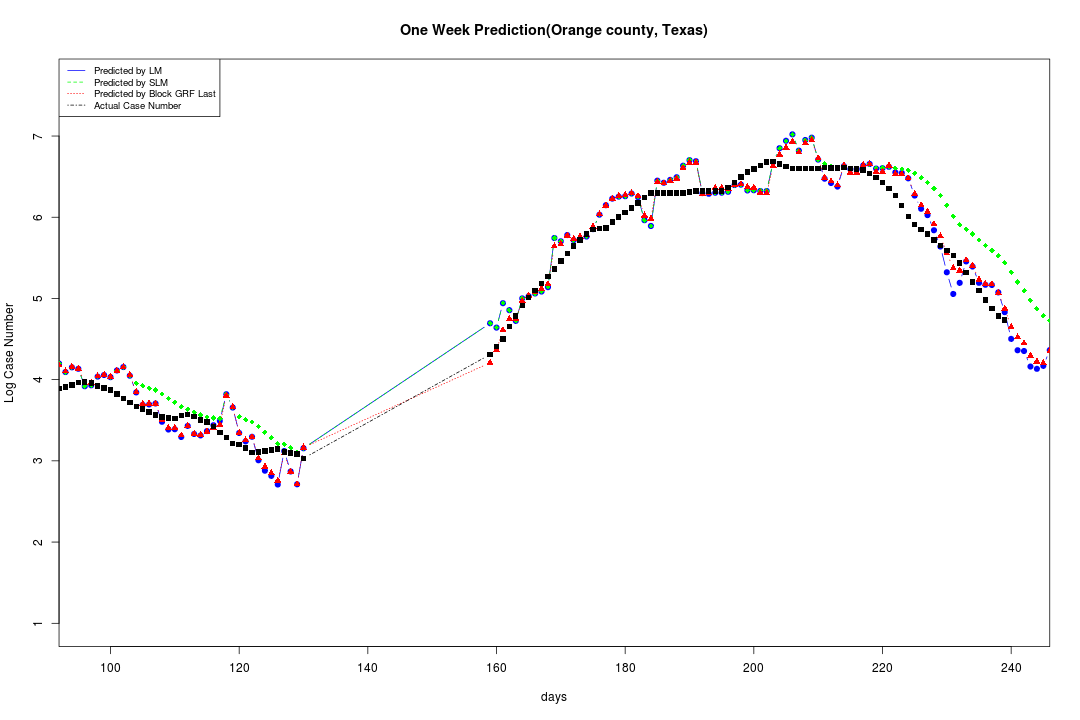 One Week Prediction(Orange county, Texas)
Predicted by LM
Predicted by SLM
Predicted by Block GRF Last
Actual Case Number
Log Case Number
7
6
5
4
3
2
1
100 120 140 160 180 200 220 240
days